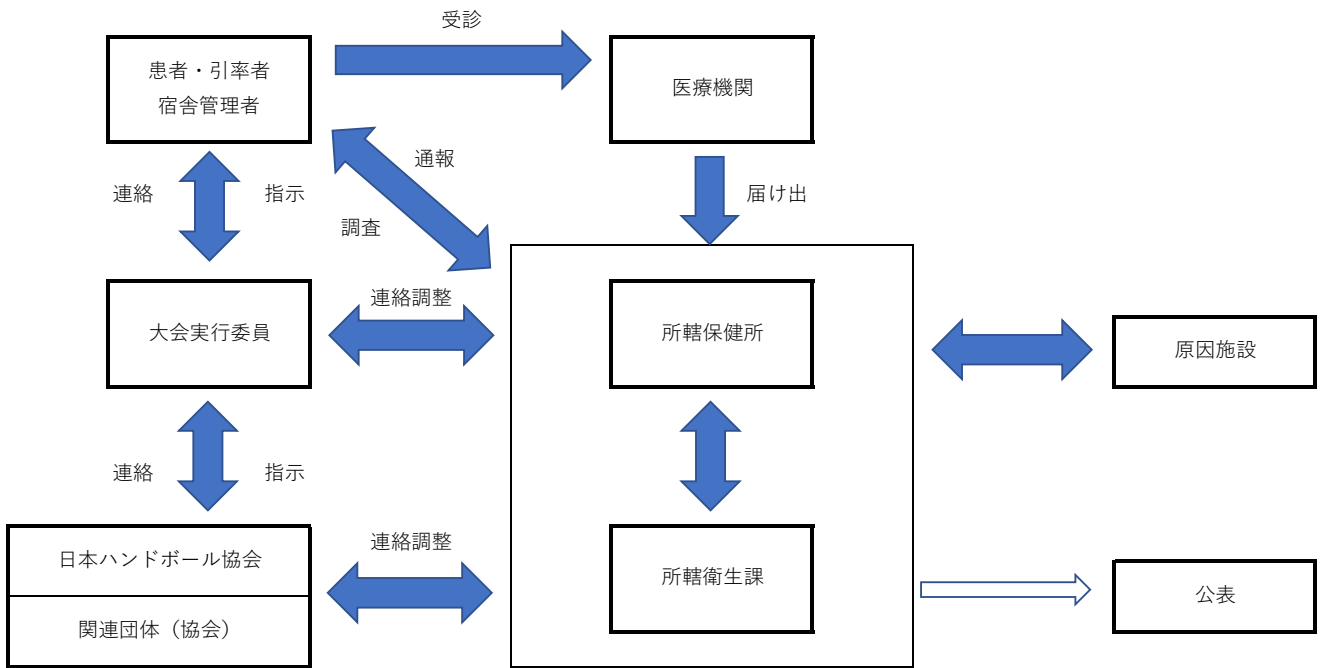 受診
患者・引率者
宿舎管理者
医療機関
通報
連絡
指示
届け出
調査
連絡調整
大会実行委員
所轄保健所
原因施設
連絡
指示
連絡調整
日本ハンドボール協会
関連団体（協会）
所轄衛生課
公表